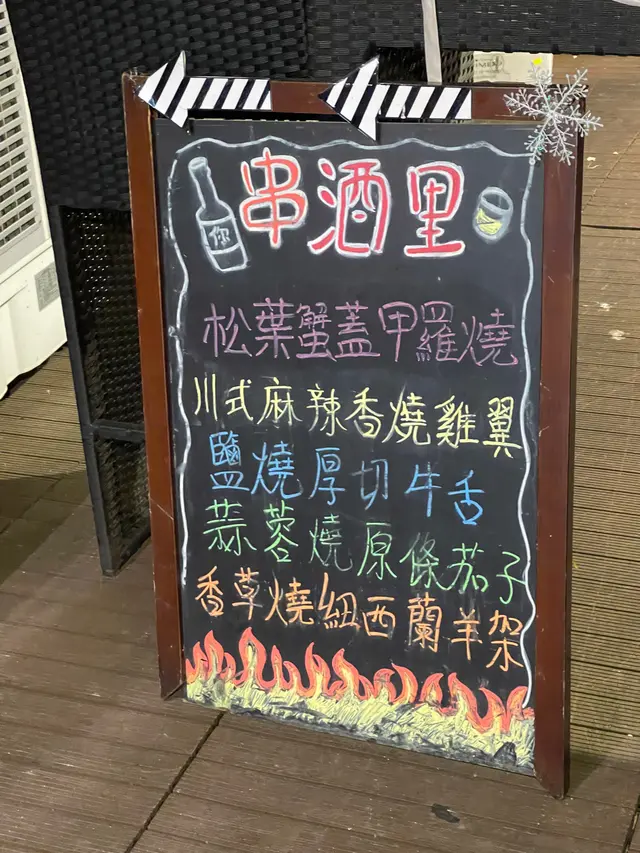 串酒里
你
松葉蟹蓋甲羅燒
川式麻辣香燒雞翼
鹽燒厚切牛舌
蒜蓉燒原條茄子
香草燒紐西蘭羊架